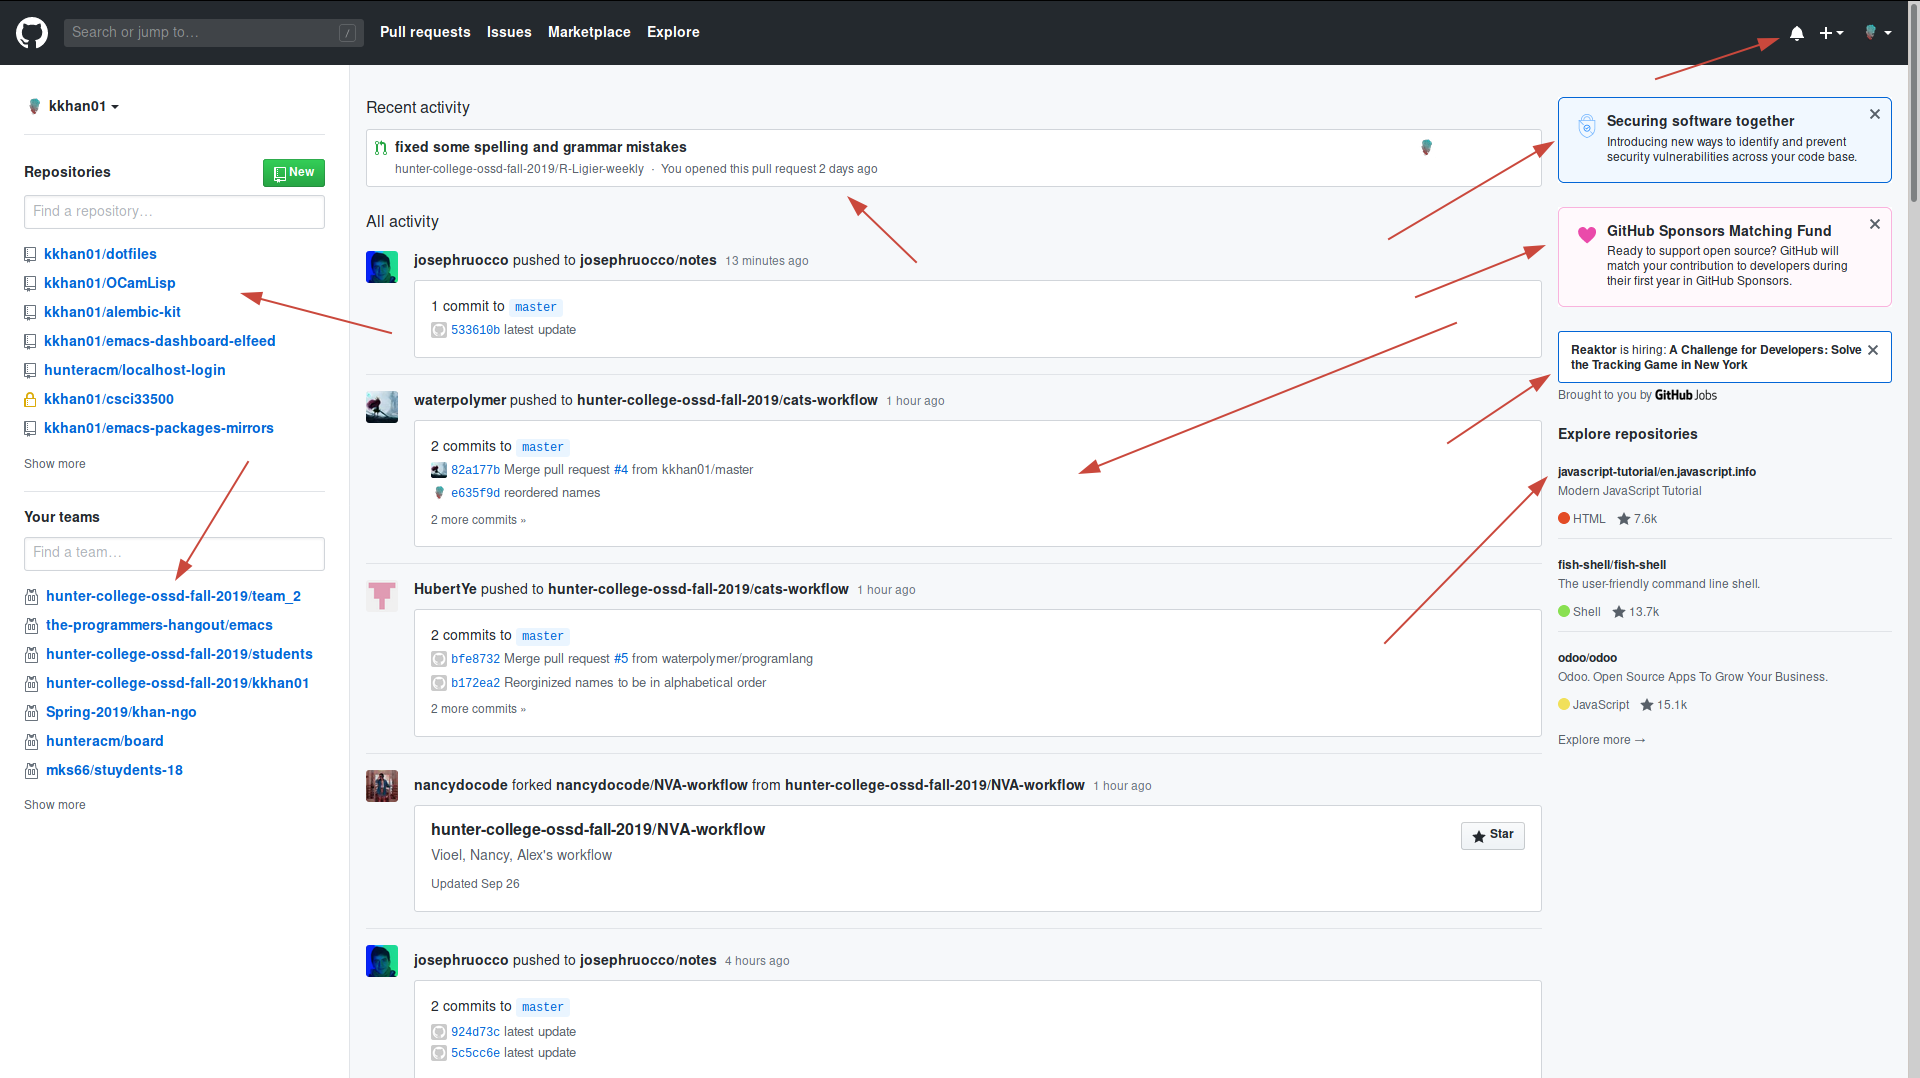 Search or jump to…
/
Pull requests
Issues
Marketplace
Explore
kkhan01
Repositories
New
Find a repository…
kkhan01/dotfiles
kkhan01/OCamLisp
kkhan01/alembic-kit
kkhan01/emacs-dashboard-elfeed
hunteracm/localhost-login
kkhan01/csci33500
kkhan01/emacs-packages-mirrors
Show more
Your teams
Find a team…
hunter-college-ossd-fall-2019/team_2
the-programmers-hangout/emacs
hunter-college-ossd-fall-2019/students
hunter-college-ossd-fall-2019/kkhan01
Spring-2019/khan-ngo
hunteracm/board
mks66/stuydents-18
Show more
Recent activity
fixed some spelling and grammar mistakes
hunter-college-ossd-fall-2019/R-Ligier-weekly · You opened this pull request 2 days ago
All activity
josephruocco pushed to josephruocco/notes 13 minutes ago
1 commit to master
533610b latest update
waterpolymer pushed to hunter-college-ossd-fall-2019/cats-workflow 1 hour ago
2 commits to master
82a177b Merge pull request #4 from kkhan01/master
e635f9d reordered names
2 more commits »
HubertYe pushed to hunter-college-ossd-fall-2019/cats-workflow 1 hour ago
2 commits to master
bfe8732 Merge pull request #5 from waterpolymer/programlang
b172ea2 Reorginized names to be in alphabetical order
2 more commits »
nancydocode forked nancydocode/NVA-workflow from hunter-college-ossd-fall-2019/NVA-workflow 1 hour ago
hunter-college-ossd-fall-2019/NVA-workflow
Star
Vioel, Nancy, Alex's workflow
Updated Sep 26
josephruocco pushed to josephruocco/notes 4 hours ago
2 commits to master
924d73c latest update
5c5cc6e latest update
Securing software together
Introducing new ways to identify and prevent
security vulnerabilities across your code base.
GitHub Sponsors Matching Fund
Ready to support open source? GitHub will
match your contribution to developers during
their first year in GitHub Sponsors.
Reaktor is hiring: A Challenge for Developers: Solve
the Tracking Game in New York
Brought to you by GitHub Jobs
Explore repositories
javascript-tutorial/en.javascript.info
Modern JavaScript Tutorial
HTML 7.6k
fish-shell/fish-shell
The user-friendly command line shell.
Shell 13.7k
odoo/odoo
Odoo. Open Source Apps To Grow Your Business.
JavaScript 15.1k
Explore more →